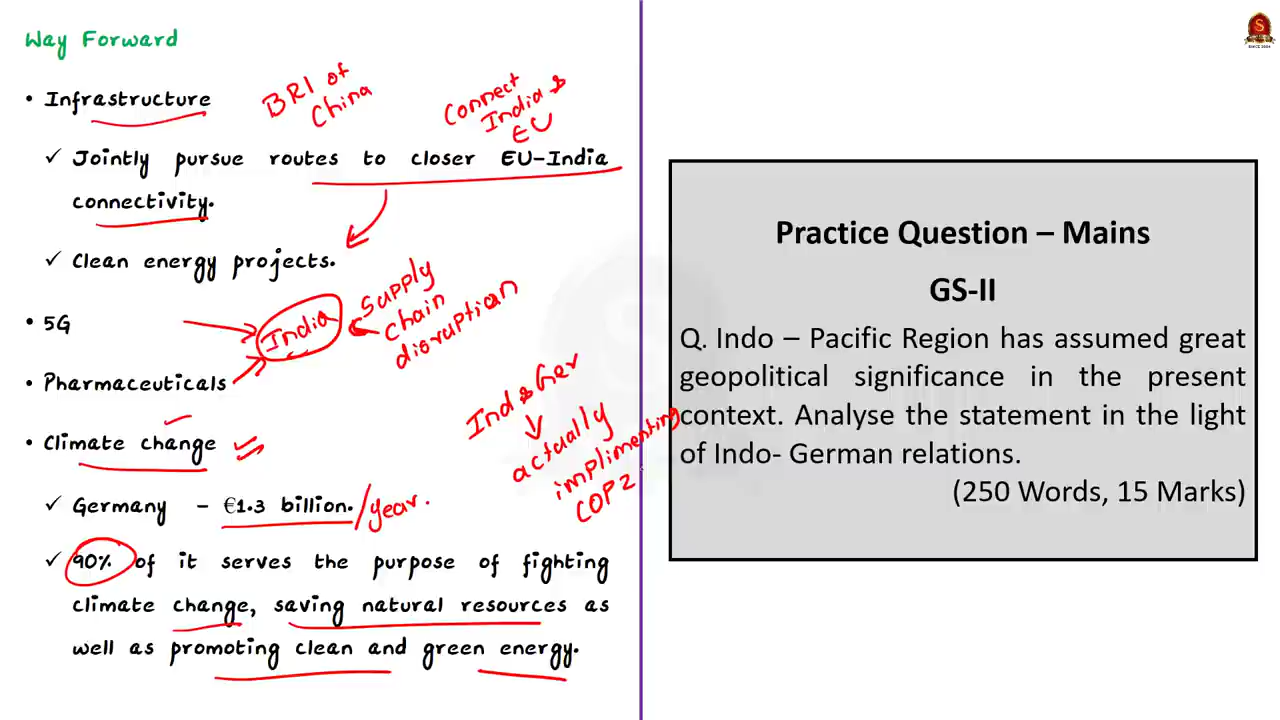 Way Forward
• Infrastructure
BRI of
China
Connect
India &
EU
✓ Jointly pursue routes to closer EU-India
connectivity.
✓ Clean energy projects.
• 5G
India
Supply
chain
disruption
• Pharmaceuticals
• Climate change
Ind & Ger
actually
implimenting
COP2
✓ Germany - €1.3 billion. /year.
✓ 90% of it serves the purpose of fighting
climate change, saving natural resources as
well as promoting clean and green energy.
S
SINCE 2004
Practice Question – Mains
GS-II
Q. Indo – Pacific Region has assumed great
geopolitical significance in the present
context. Analyse the statement in the light
of Indo- German relations.
(250 Words, 15 Marks)